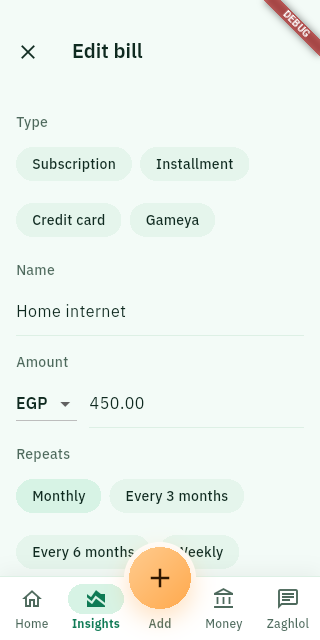 DEBUG
Edit bill
Type
Subscription
Installment
Credit card
Gameya
Name
Home internet
Amount
EGP
450.00
Repeats
Monthly
Every 3 months
Every 6 months
Weekly
Home
Insights
Add
Money
Zaghlol